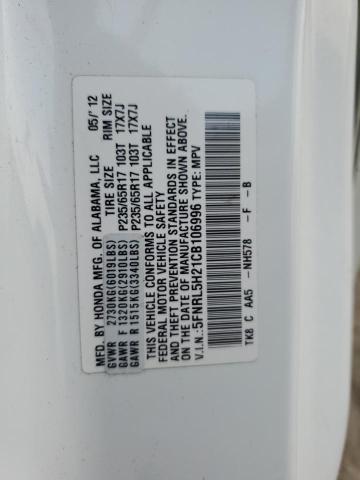 MFD. BY HONDA MFG. OF ALABAMA, LLC 05/'12
TIRE SIZE RIM SIZE
GVWR 2730KG(6019LBS)
GAWR F 1320KG(2910LBS) P235/65R17 103T 17X7J
GAWR R 1515KG(3340LBS) P235/65R17 103T 17X7J
THIS VEHICLE CONFORMS TO ALL APPLICABLE
FEDERAL MOTOR VEHICLE SAFETY
AND THEFT PREVENTION STANDARDS IN EFFECT
ON THE DATE OF MANUFACTURE SHOWN ABOVE.
V.I.N.:5FNRL5H21CB106996 TYPE: MPV
TK8 C AA5 -NH578 -F -B